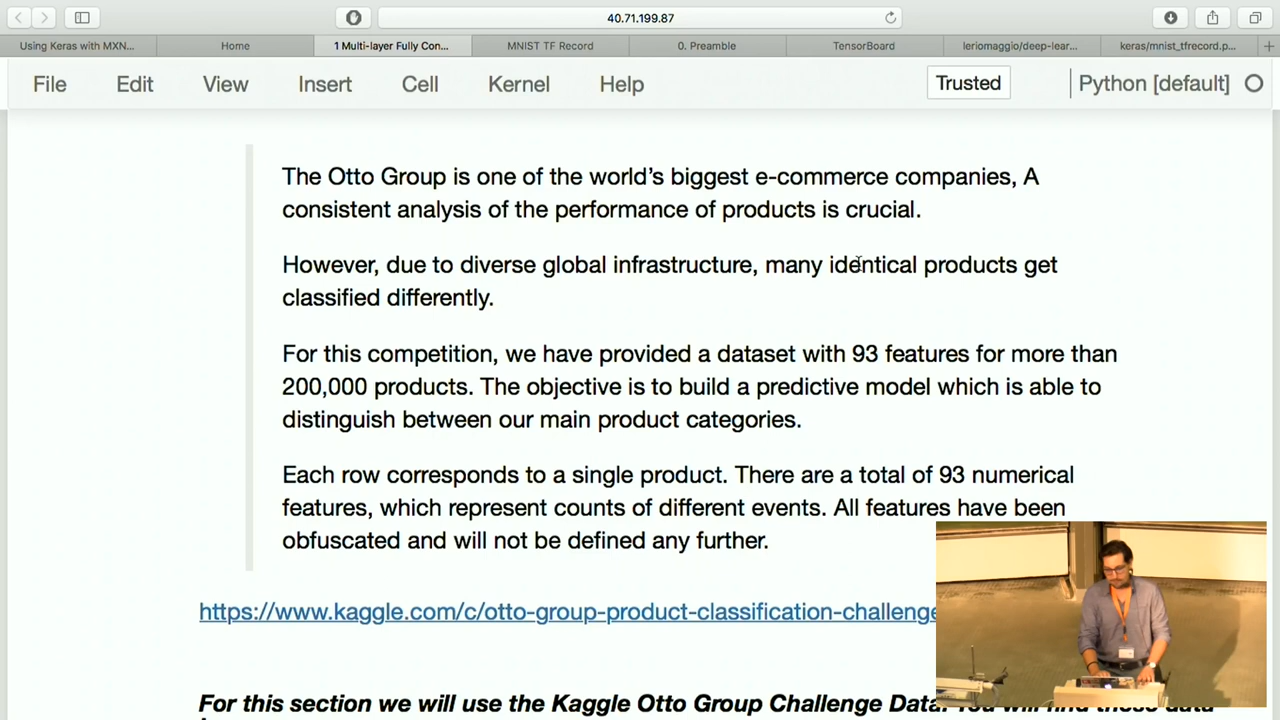 40.71.199.87
Using Keras with MXN... Home 1 Multi-layer Fully Con... MNIST TF Record 0. Preamble TensorBoard leriomaggio/deep-lear... keras/mnist_tfrecord.p...
File Edit View Insert Cell Kernel Help Trusted Python [default]
The Otto Group is one of the world’s biggest e-commerce companies, A
consistent analysis of the performance of products is crucial.
However, due to diverse global infrastructure, many identical products get
classified differently.
For this competition, we have provided a dataset with 93 features for more than
200,000 products. The objective is to build a predictive model which is able to
distinguish between our main product categories.
Each row corresponds to a single product. There are a total of 93 numerical
features, which represent counts of different events. All features have been
obfuscated and will not be defined any further.
https://www.kaggle.com/c/otto-group-product-classification-challenge
For this section we will use the Kaggle Otto Group Challenge Data. You will find these data